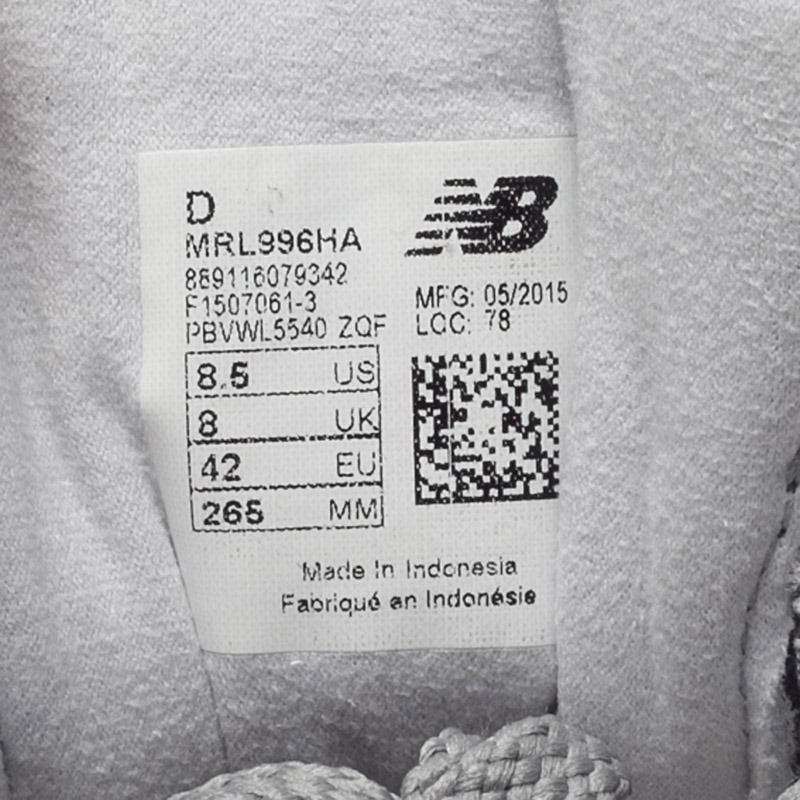 D
NB
MRL996HA
889116079342
F1507061-3
PBVWL5540 ZQF
MFG: 05/2015
LOC: 78
8.5 US
8 UK
42 EU
265 MM
Made In Indonesia
Fabriqué en Indonésie